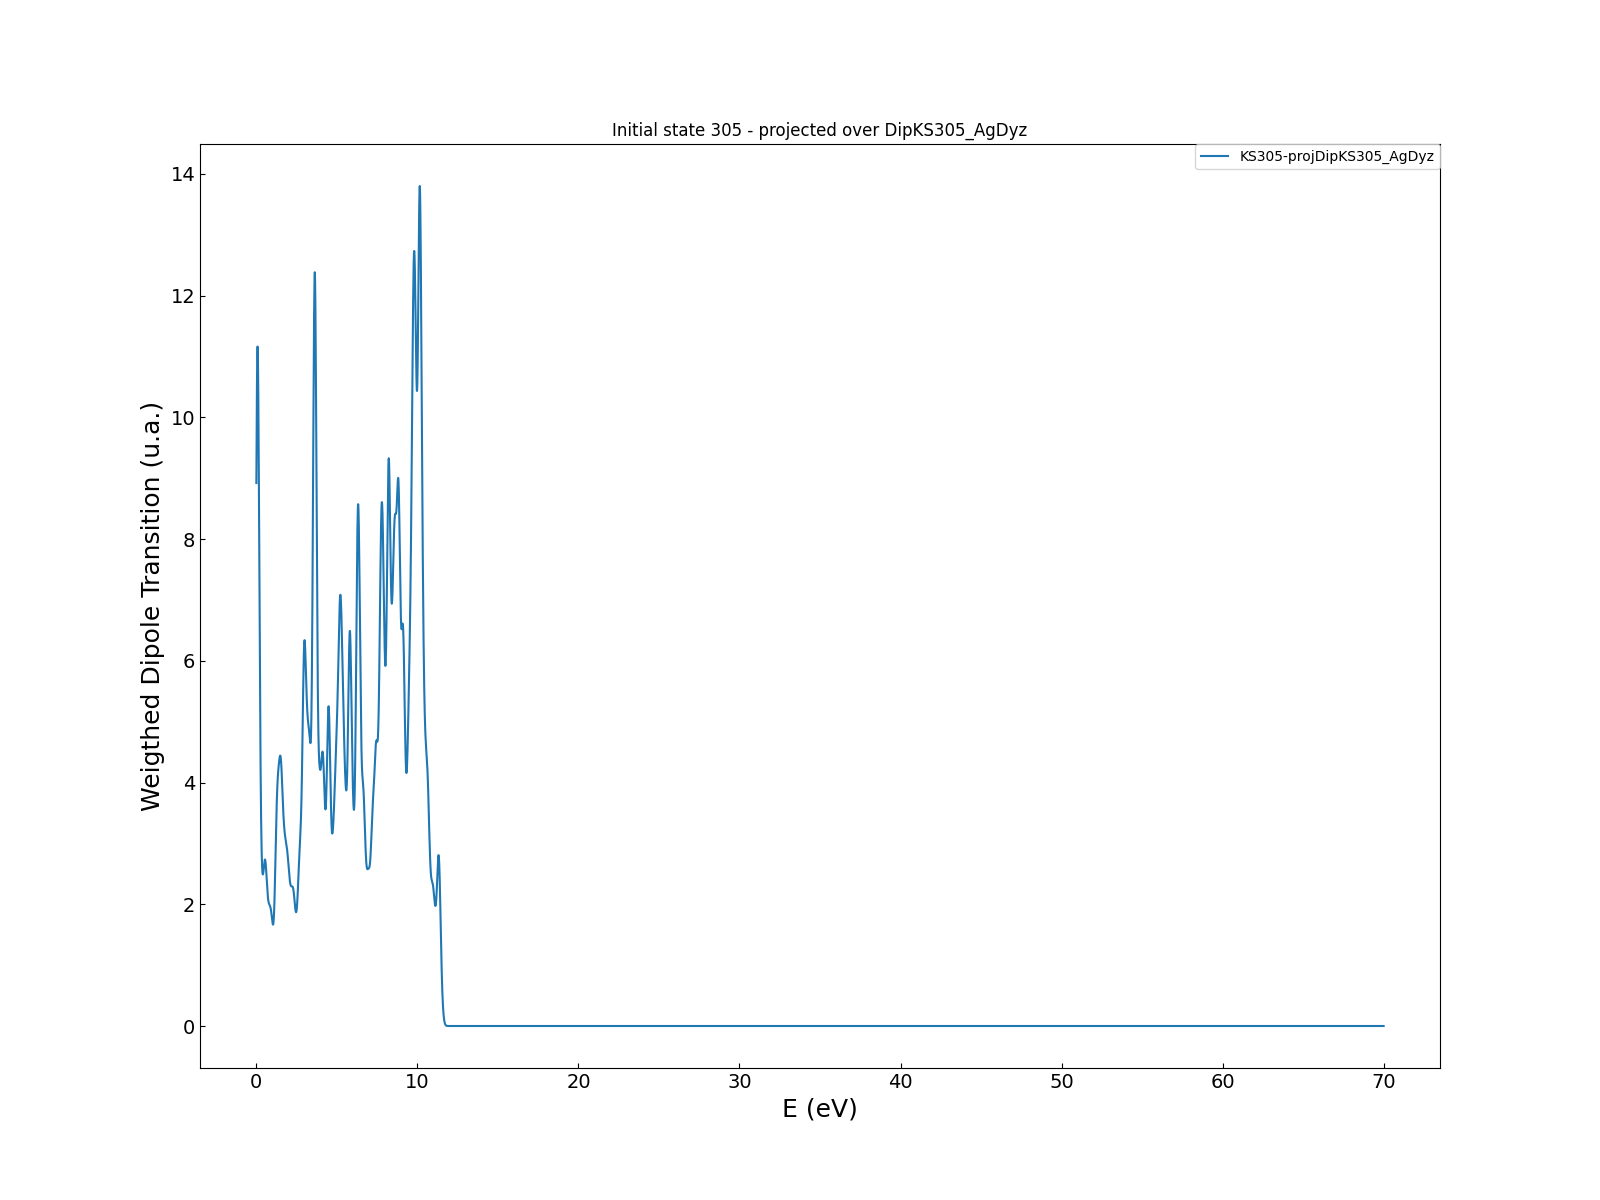 Initial state 305 - projected over DipKS305_AgDyz
KS305-projDipKS305_AgDyz
14
12
10
8
6
4
2
0
Weigthed Dipole Transition (u.a.)
0 10 20 30 40 50 60 70
E (eV)